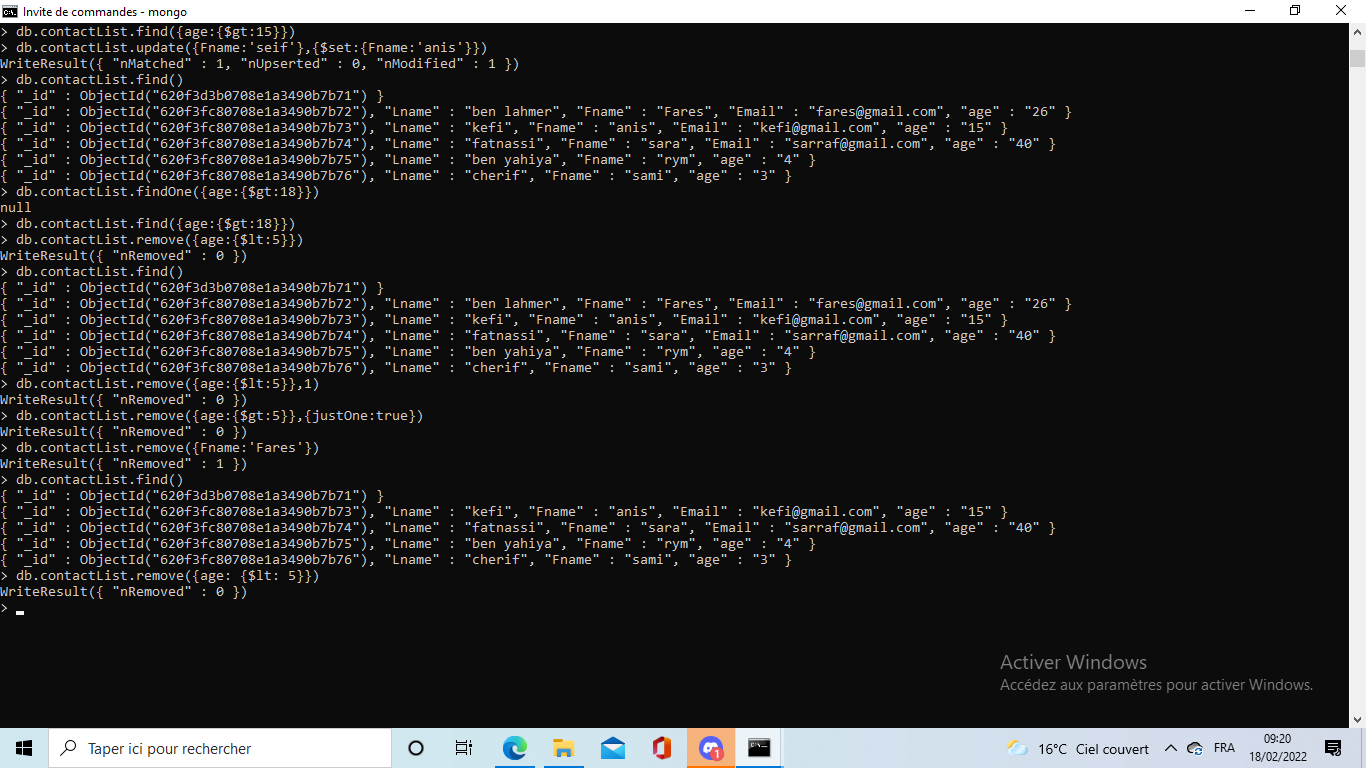 Invite de commandes - mongo
> db.contactList.find({age:{$gt:15}})
> db.contactList.update({Fname:'seif'},{$set:{Fname:'anis'}})
WriteResult({ "nMatched" : 1, "nUpserted" : 0, "nModified" : 1 })
> db.contactList.find()
{ "_id" : ObjectId("620f3d3b0708e1a3490b7b71") }
{ "_id" : ObjectId("620f3fc80708e1a3490b7b72"), "Lname" : "ben lahmer", "Fname" : "Fares", "Email" : "fares@gmail.com", "age" : "26" }
{ "_id" : ObjectId("620f3fc80708e1a3490b7b73"), "Lname" : "kefi", "Fname" : "anis", "Email" : "kefi@gmail.com", "age" : "15" }
{ "_id" : ObjectId("620f3fc80708e1a3490b7b74"), "Lname" : "fatnassi", "Fname" : "sara", "Email" : "sarraf@gmail.com", "age" : "40" }
{ "_id" : ObjectId("620f3fc80708e1a3490b7b75"), "Lname" : "ben yahiya", "Fname" : "rym", "age" : "4" }
{ "_id" : ObjectId("620f3fc80708e1a3490b7b76"), "Lname" : "cherif", "Fname" : "sami", "age" : "3" }
> db.contactList.findOne({age:{$gt:18}})
null
> db.contactList.find({age:{$gt:18}})
> db.contactList.remove({age:{$lt:5}})
WriteResult({ "nRemoved" : 0 })
> db.contactList.find()
{ "_id" : ObjectId("620f3d3b0708e1a3490b7b71") }
{ "_id" : ObjectId("620f3fc80708e1a3490b7b72"), "Lname" : "ben lahmer", "Fname" : "Fares", "Email" : "fares@gmail.com", "age" : "26" }
{ "_id" : ObjectId("620f3fc80708e1a3490b7b73"), "Lname" : "kefi", "Fname" : "anis", "Email" : "kefi@gmail.com", "age" : "15" }
{ "_id" : ObjectId("620f3fc80708e1a3490b7b74"), "Lname" : "fatnassi", "Fname" : "sara", "Email" : "sarraf@gmail.com", "age" : "40" }
{ "_id" : ObjectId("620f3fc80708e1a3490b7b75"), "Lname" : "ben yahiya", "Fname" : "rym", "age" : "4" }
{ "_id" : ObjectId("620f3fc80708e1a3490b7b76"), "Lname" : "cherif", "Fname" : "sami", "age" : "3" }
> db.contactList.remove({age:{$lt:5}},1)
WriteResult({ "nRemoved" : 0 })
> db.contactList.remove({age:{$gt:5}},{justOne:true})
WriteResult({ "nRemoved" : 0 })
> db.contactList.remove({Fname:'Fares'})
WriteResult({ "nRemoved" : 1 })
> db.contactList.find()
{ "_id" : ObjectId("620f3d3b0708e1a3490b7b71") }
{ "_id" : ObjectId("620f3fc80708e1a3490b7b73"), "Lname" : "kefi", "Fname" : "anis", "Email" : "kefi@gmail.com", "age" : "15" }
{ "_id" : ObjectId("620f3fc80708e1a3490b7b74"), "Lname" : "fatnassi", "Fname" : "sara", "Email" : "sarraf@gmail.com", "age" : "40" }
{ "_id" : ObjectId("620f3fc80708e1a3490b7b75"), "Lname" : "ben yahiya", "Fname" : "rym", "age" : "4" }
{ "_id" : ObjectId("620f3fc80708e1a3490b7b76"), "Lname" : "cherif", "Fname" : "sami", "age" : "3" }
> db.contactList.remove({age: {$lt: 5}})
WriteResult({ "nRemoved" : 0 })
>
Activer Windows
Accédez aux paramètres pour activer Windows.
Taper ici pour rechercher
1
16°C Ciel couvert
FRA
09:20
18/02/2022